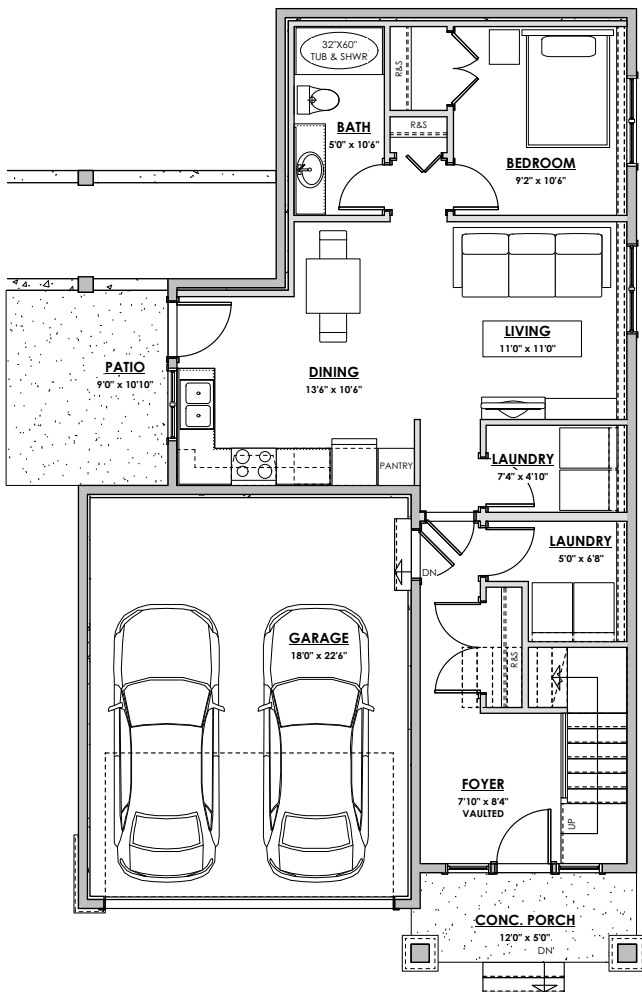 32"X60"
TUB & SHWR
R&S
R&S
BATH
5'0" x 10'6"
BEDROOM
9'2" x 10'6"
LIVING
11'0" x 11'0"
PATIO
9'0" x 10'10"
DINING
13'6" x 10'6"
PANTRY
LAUNDRY
7'4" x 4'10"
LAUNDRY
5'0" x 6'8"
DN
GARAGE
18'0" x 22'6"
R&S
FOYER
7'10" x 8'4"
VAULTED
UP
CONC. PORCH
12'0" x 5'0"
DN